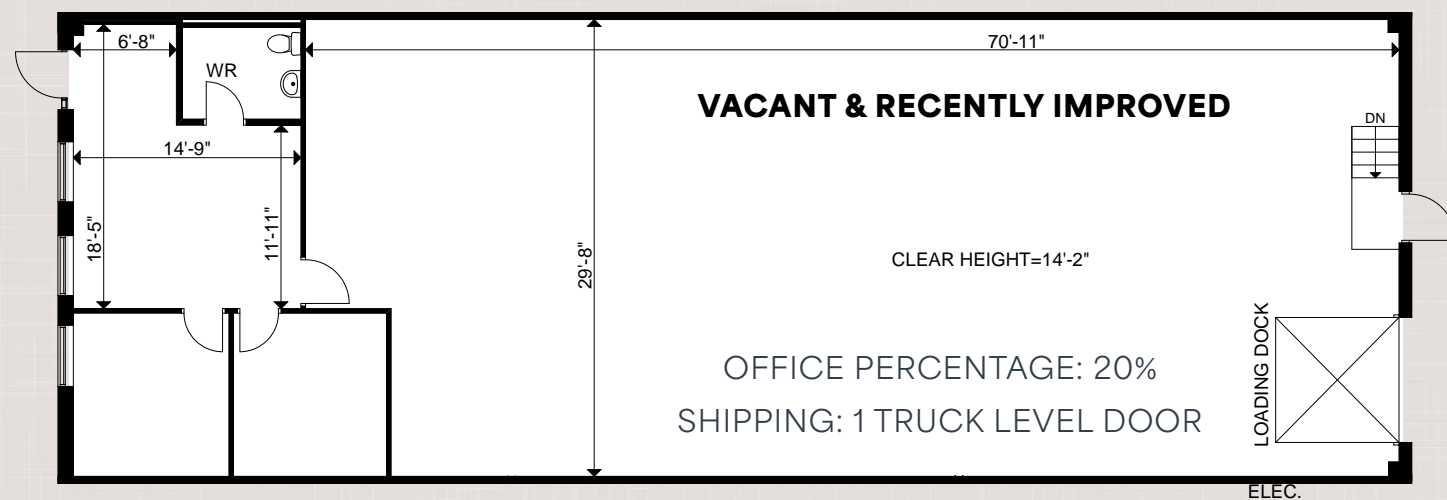 6'-8"
70'-11"
WR
VACANT & RECENTLY IMPROVED
DN
14'-9"
18'-5"
11'-11"
29'-8"
CLEAR HEIGHT=14'-2"
OFFICE PERCENTAGE: 20%
SHIPPING: 1 TRUCK LEVEL DOOR
LOADING DOCK
ELEC.